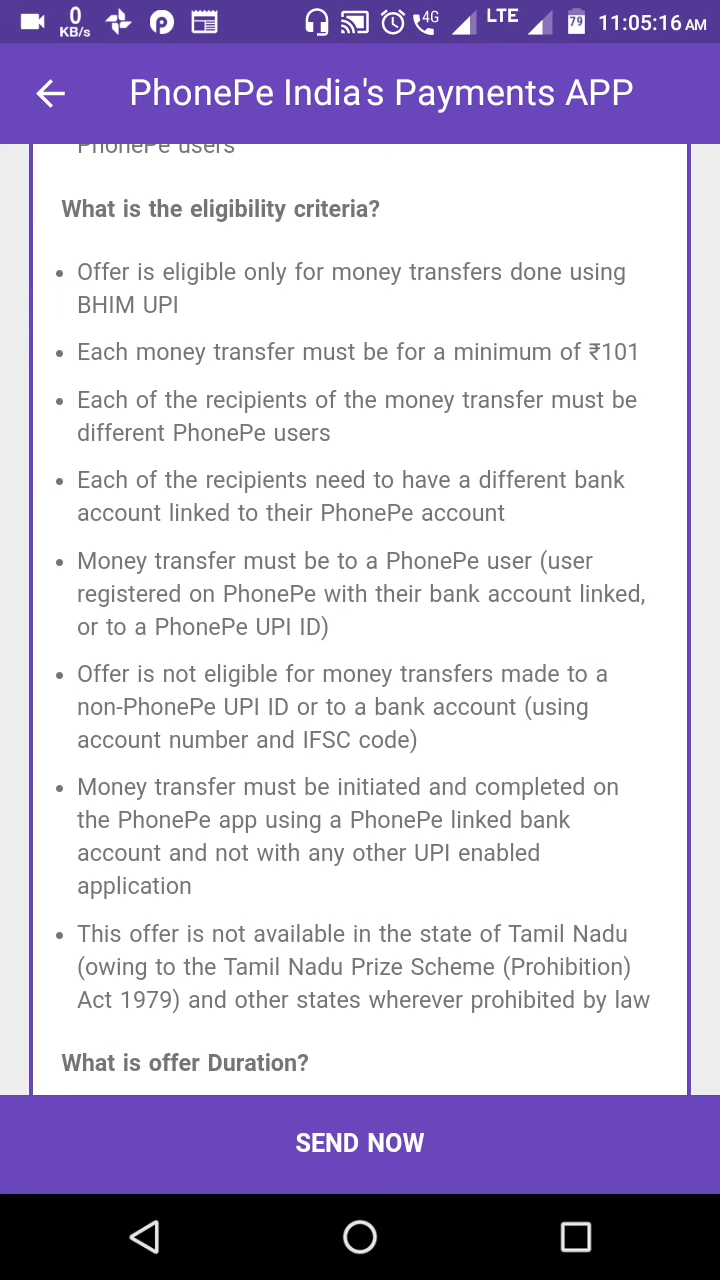 0
KB/s
4G
LTE
79
11:05:16 AM
PhonePe India's Payments APP
PhonePe users
What is the eligibility criteria?
• Offer is eligible only for money transfers done using
BHIM UPI
• Each money transfer must be for a minimum of ₹101
• Each of the recipients of the money transfer must be
different PhonePe users
• Each of the recipients need to have a different bank
account linked to their PhonePe account
• Money transfer must be to a PhonePe user (user
registered on PhonePe with their bank account linked,
or to a PhonePe UPI ID)
• Offer is not eligible for money transfers made to a
non-PhonePe UPI ID or to a bank account (using
account number and IFSC code)
• Money transfer must be initiated and completed on
the PhonePe app using a PhonePe linked bank
account and not with any other UPI enabled
application
• This offer is not available in the state of Tamil Nadu
(owing to the Tamil Nadu Prize Scheme (Prohibition)
Act 1979) and other states wherever prohibited by law
What is offer Duration?
SEND NOW